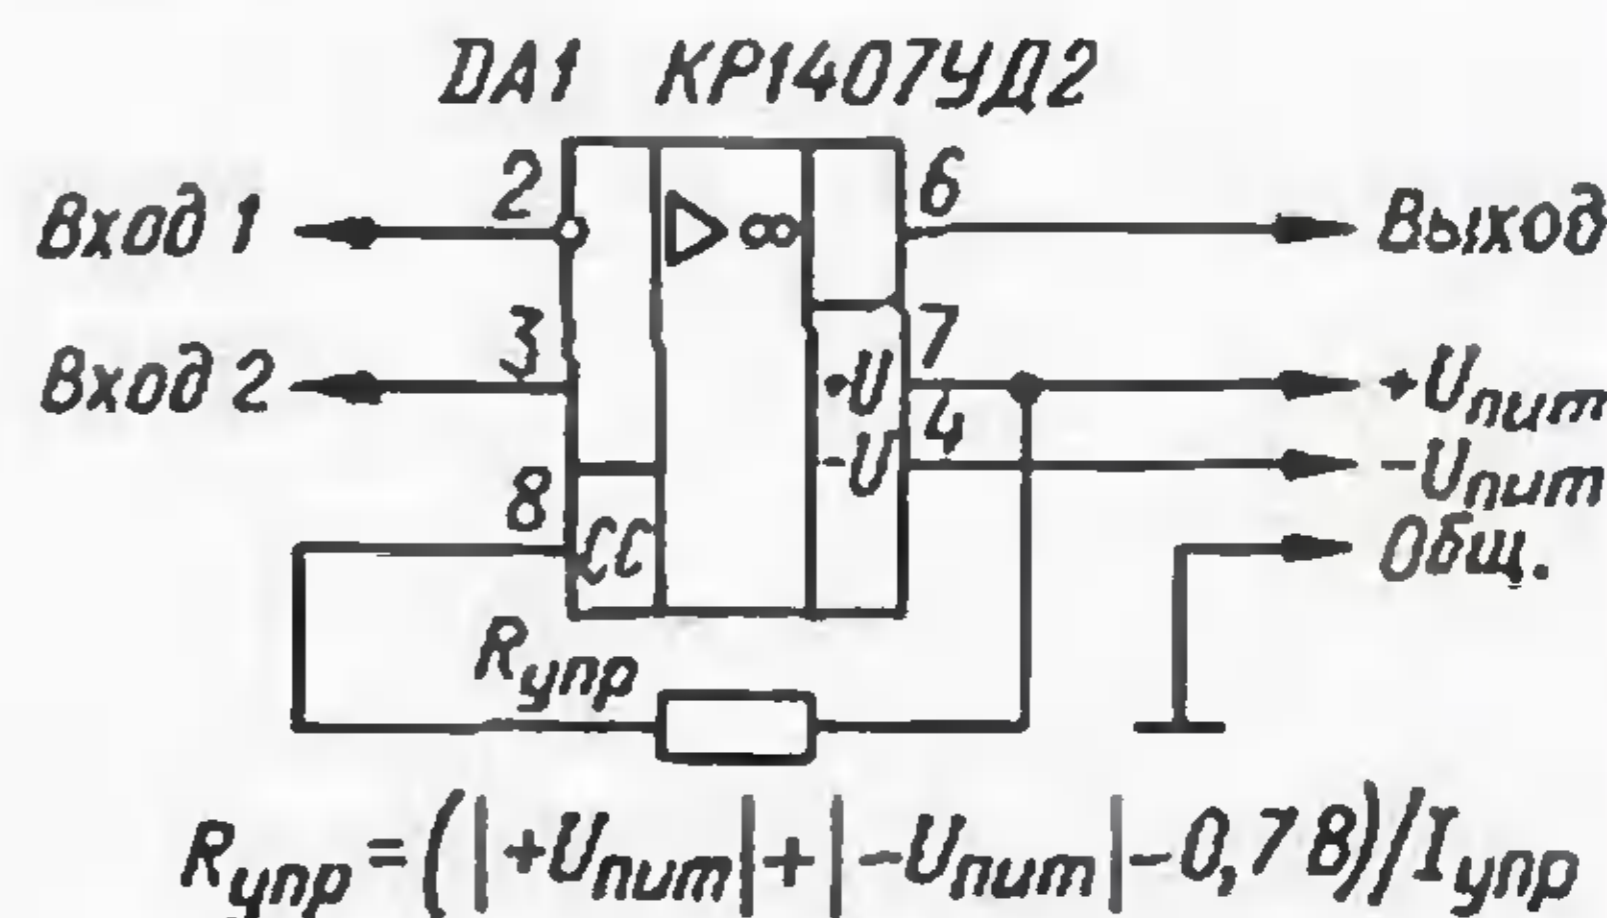 DA1 КР1407УД2
2
6
Вход 1
▷ ∞
Выход
3
7
Вход 2
+U
+Uпит
4
-U
-Uпит
8
СС
Общ.
Rупр
Rупр = (|+Uпит|+|-Uпит|-0,7 В)/Iупр